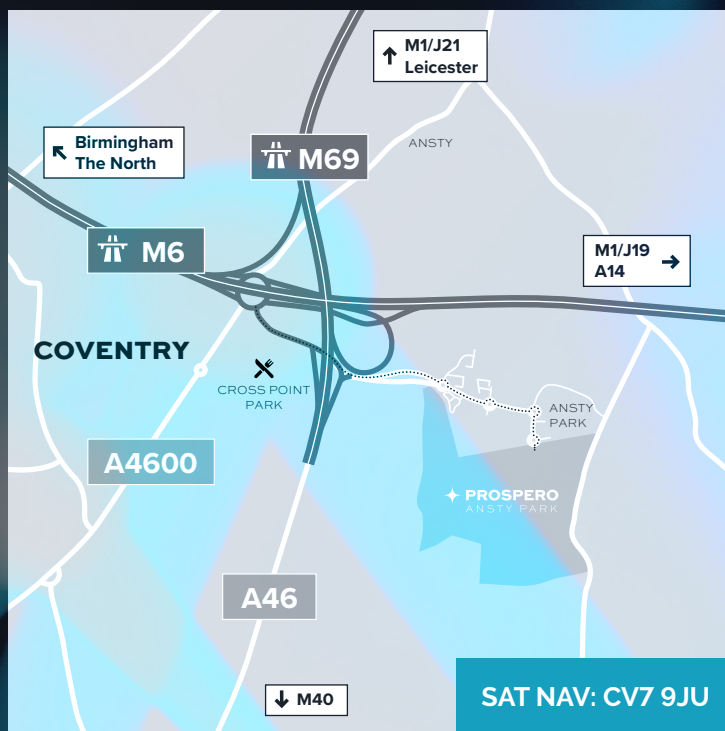 M1/J21
Leicester
Birmingham
The North
M69
ANSTY
M6
M1/J19
A14
COVENTRY
CROSS POINT
PARK
ANSTY
PARK
A4600
PROSPERO
ANSTY PARK
A46
M40
SAT NAV: CV7 9JU